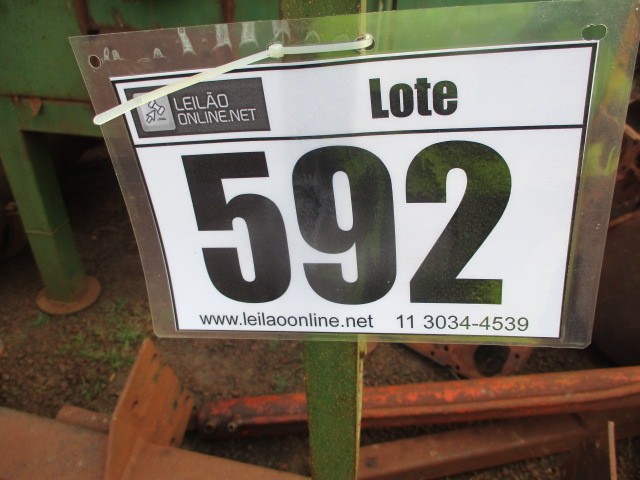 LEILÃO
ONLINE.NET
Lote
592
www.leilaoonline.net 11 3034-4539